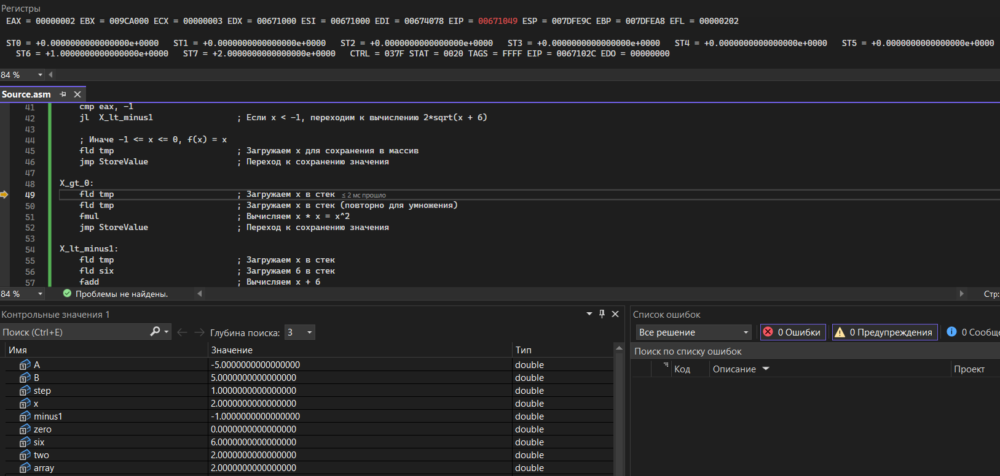 Регистры
EAX = 00000002 EBX = 009CA000 ECX = 00000003 EDX = 00671000 ESI = 00671000 EDI = 00674078 EIP = 00671049 ESP = 007DFE9C EBP = 007DFEA8 EFL = 00000202
ST0 = +0.0000000000000000e+0000 ST1 = +0.0000000000000000e+0000 ST2 = +0.0000000000000000e+0000 ST3 = +0.0000000000000000e+0000 ST4 = +0.0000000000000000e+0000 ST5 = +0.0000000000000000e+0000
ST6 = +1.0000000000000000e+0000 ST7 = +2.0000000000000000e+0000 CTRL = 037F STAT = 0020 TAGS = FFFF EIP = 0067102C EDO = 00000000
84 %
Source.asm
41 cmp eax, -1
42 jl X_lt_minus1 ; Если x < -1, переходим к вычислению 2*sqrt(x + 6)
43
44 ; Иначе -1 <= x <= 0, f(x) = x
45 fld tmp ; Загружаем x для сохранения в массив
46 jmp StoreValue ; Переход к сохранению значения
47
48 X_gt_0:
49 fld tmp ; Загружаем x в стек ≤ 2 мс прошло
50 fld tmp ; Загружаем x в стек (повторно для умножения)
51 fmul ; Вычисляем x * x = x^2
52 jmp StoreValue ; Переход к сохранению значения
53
54 X_lt_minus1:
55 fld tmp ; Загружаем x в стек
56 fld six ; Загружаем 6 в стек
57 fadd ; Вычисляем x + 6
84 % Проблемы не найдены. Стр:
Контрольные значения 1
Поиск (Ctrl+E) Глубина поиска: 3
Имя Значение Тип
A -5.0000000000000000 double
B 5.0000000000000000 double
step 1.0000000000000000 double
x 2.0000000000000000 double
minus1 -1.0000000000000000 double
zero 0.0000000000000000 double
six 6.0000000000000000 double
two 2.0000000000000000 double
array 2.0000000000000000 double
Список ошибок
Все решение 0 Ошибки 0 Предупреждения 0 Сообще
Поиск по списку ошибок
Код Описание Проект